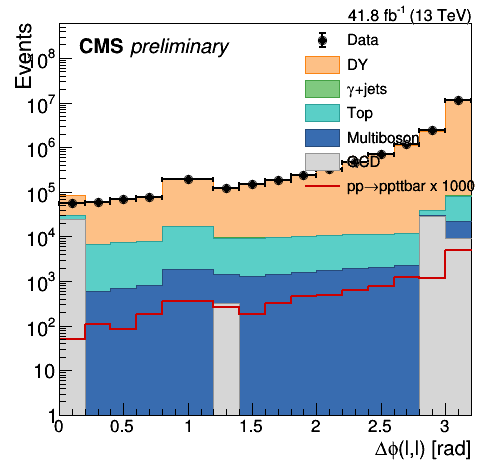 41.8 fb⁻¹ (13 TeV)
Events
CMS preliminary
Data
DY
γ+jets
Top
Multiboson
QCD
pp→ppttbar x 1000
10⁸
10⁷
10⁶
10⁵
10⁴
10³
10²
10
1
0 0.5 1 1.5 2 2.5 3
Δϕ(l,l) [rad]